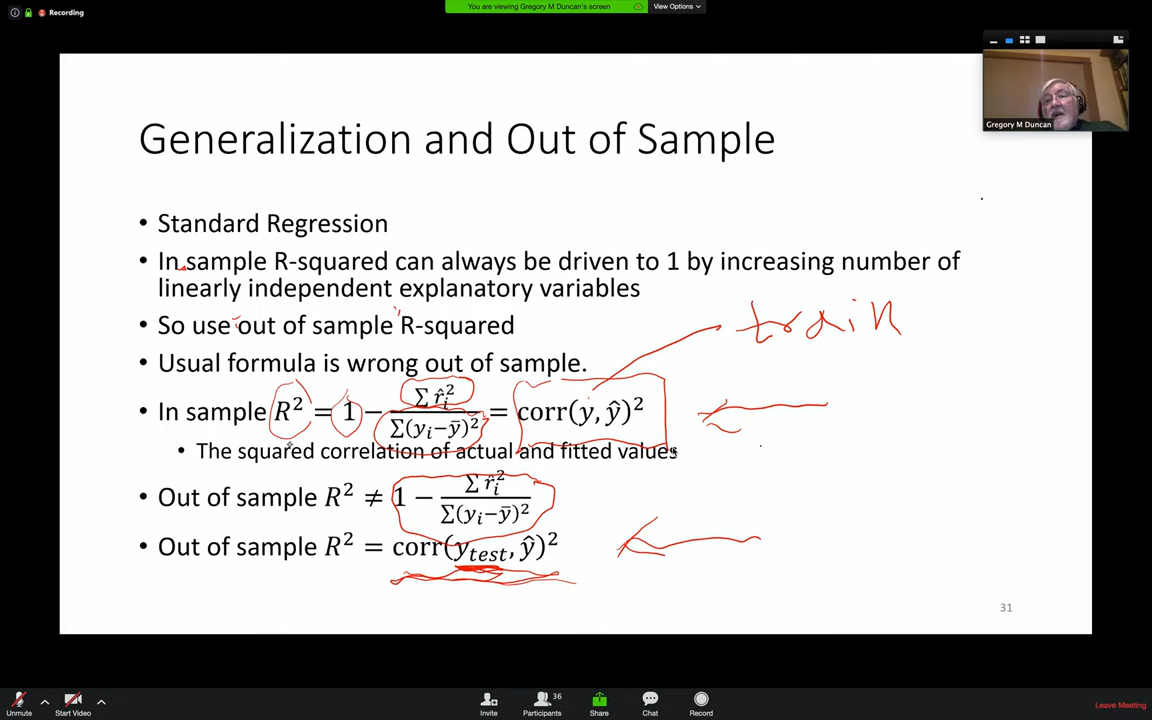 Recording
You are viewing Gregory M Duncan's screen
View Options
Gregory M Duncan
Generalization and Out of Sample
• Standard Regression
• In sample R-squared can always be driven to 1 by increasing number of
linearly independent explanatory variables
• So use out of sample R-squared
train
• Usual formula is wrong out of sample.
• In sample R² = 1 − ∑ r̂ᵢ² / ∑(yᵢ−ȳ)² = corr(y, ŷ)²
• The squared correlation of actual and fitted values
• Out of sample R² ≠ 1 − ∑ r̂ᵢ² / ∑(yᵢ−ȳ)²
• Out of sample R² = corr(y_test, ŷ)²
31
Unmute
Start Video
Invite
36
Participants
Share
Chat
Record
Leave Meeting